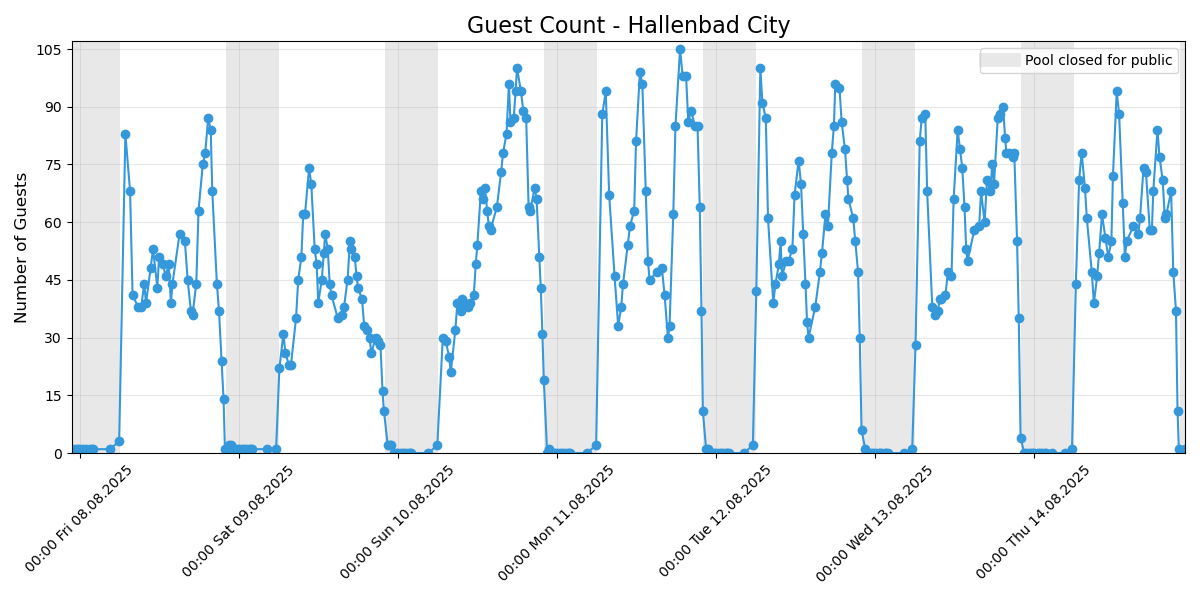 Guest Count - Hallenbad City
Pool closed for public
Number of Guests
105
90
75
60
45
30
15
0
00:00 Fri 08.08.2025
00:00 Sat 09.08.2025
00:00 Sun 10.08.2025
00:00 Mon 11.08.2025
00:00 Tue 12.08.2025
00:00 Wed 13.08.2025
00:00 Thu 14.08.2025